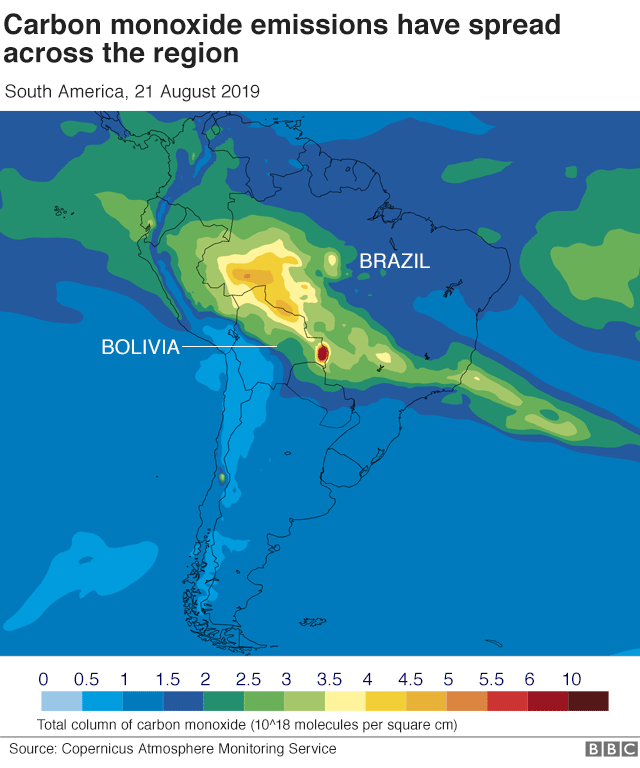 Carbon monoxide emissions have spread
across the region
South America, 21 August 2019
BRAZIL
BOLIVIA
0 0.5 1 1.5 2 2.5 3 3.5 4 4.5 5 5.5 6 10
Total column of carbon monoxide (10^18 molecules per square cm)
Source: Copernicus Atmosphere Monitoring Service
BBC